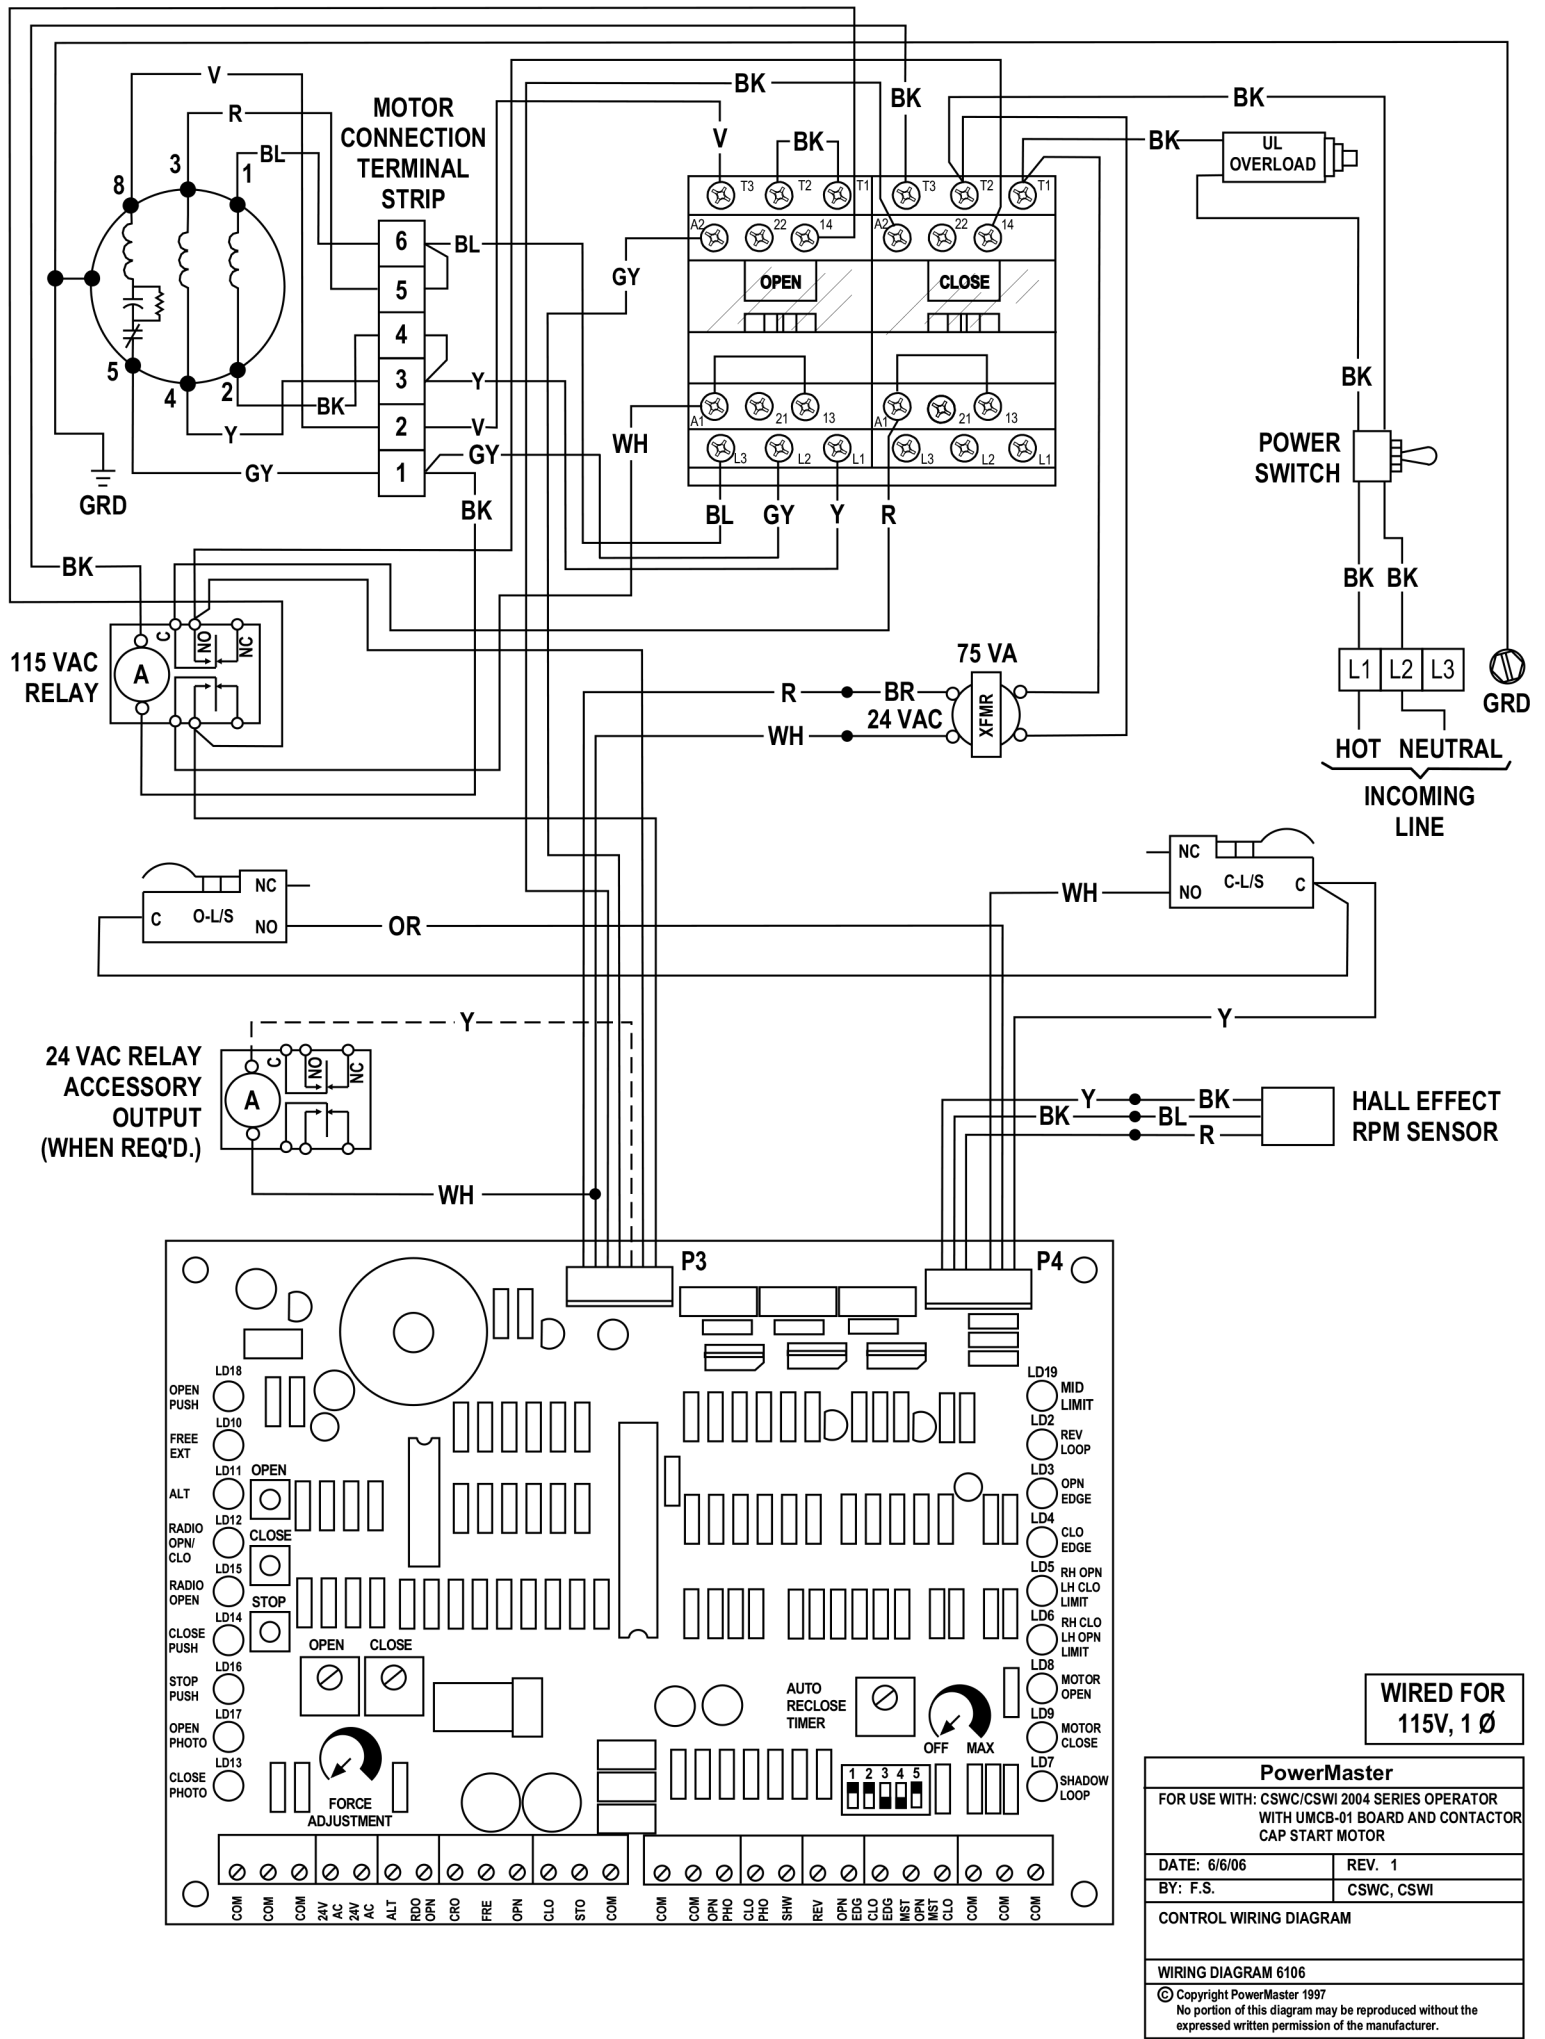 V
R
BL
8
3
1
5
4
2
BK
Y
GY
GRD
MOTOR
CONNECTION
TERMINAL
STRIP
6
5
4
3
2
1
BL
Y
V
GY
BK
BK
V
BK
BK
BK
BK
T3 T2 T1 T3 T2 T1
A2 22 14 A2 22 14
OPEN CLOSE
A1 21 13 A1 21 13
L3 L2 L1 L3 L2 L1
GY
WH
BL GY Y R
UL
OVERLOAD
BK
POWER
SWITCH
BK BK
L1 L2 L3
GRD
HOT NEUTRAL
INCOMING
LINE
BK
115 VAC
RELAY
A
C NO NC
75 VA
R BR
24 VAC
WH
XFMR
NC
C O-L/S
NO
OR
WH
NC
C-L/S C
NO
Y
Y
24 VAC RELAY
ACCESSORY
OUTPUT
(WHEN REQ'D.)
A
C NO NC
WH
Y BK
BK BL
R
HALL EFFECT
RPM SENSOR
P3
P4
LD18
OPEN
PUSH
LD10
FREE
EXT
LD11
ALT
LD12
RADIO
OPN/
CLO
LD15
RADIO
OPEN
LD14
CLOSE
PUSH
LD16
STOP
PUSH
LD17
OPEN
PHOTO
LD13
CLOSE
PHOTO
OPEN
CLOSE
STOP
OPEN CLOSE
FORCE
ADJUSTMENT
AUTO
RECLOSE
TIMER
OFF MAX
1 2 3 4 5
LD19
MID
LIMIT
LD2
REV
LOOP
LD3
OPN
EDGE
LD4
CLO
EDGE
LD5
RH OPN
LH CLO
LIMIT
LD6
RH CLO
LH OPN
LIMIT
LD8
MOTOR
OPEN
LD9
MOTOR
CLOSE
LD7
SHADOW
LOOP
COM
COM
COM
24V
AC
24V
AC
ALT
RDO
OPN
CRO
FRE
OPN
CLO
STO
COM
COM
COM
OPN
PHO
CLO
PHO
SHW
REV
OPN
EDG
CLO
EDG
MST
OPN
MST
CLO
COM
COM
COM
WIRED FOR
115V, 1 Ø
PowerMaster
FOR USE WITH: CSWC/CSWI 2004 SERIES OPERATOR
WITH UMCB-01 BOARD AND CONTACTOR
CAP START MOTOR
DATE: 6/6/06 REV. 1
BY: F.S. CSWC, CSWI
CONTROL WIRING DIAGRAM
WIRING DIAGRAM 6106
© Copyright PowerMaster 1997
No portion of this diagram may be reproduced without the
expressed written permission of the manufacturer.